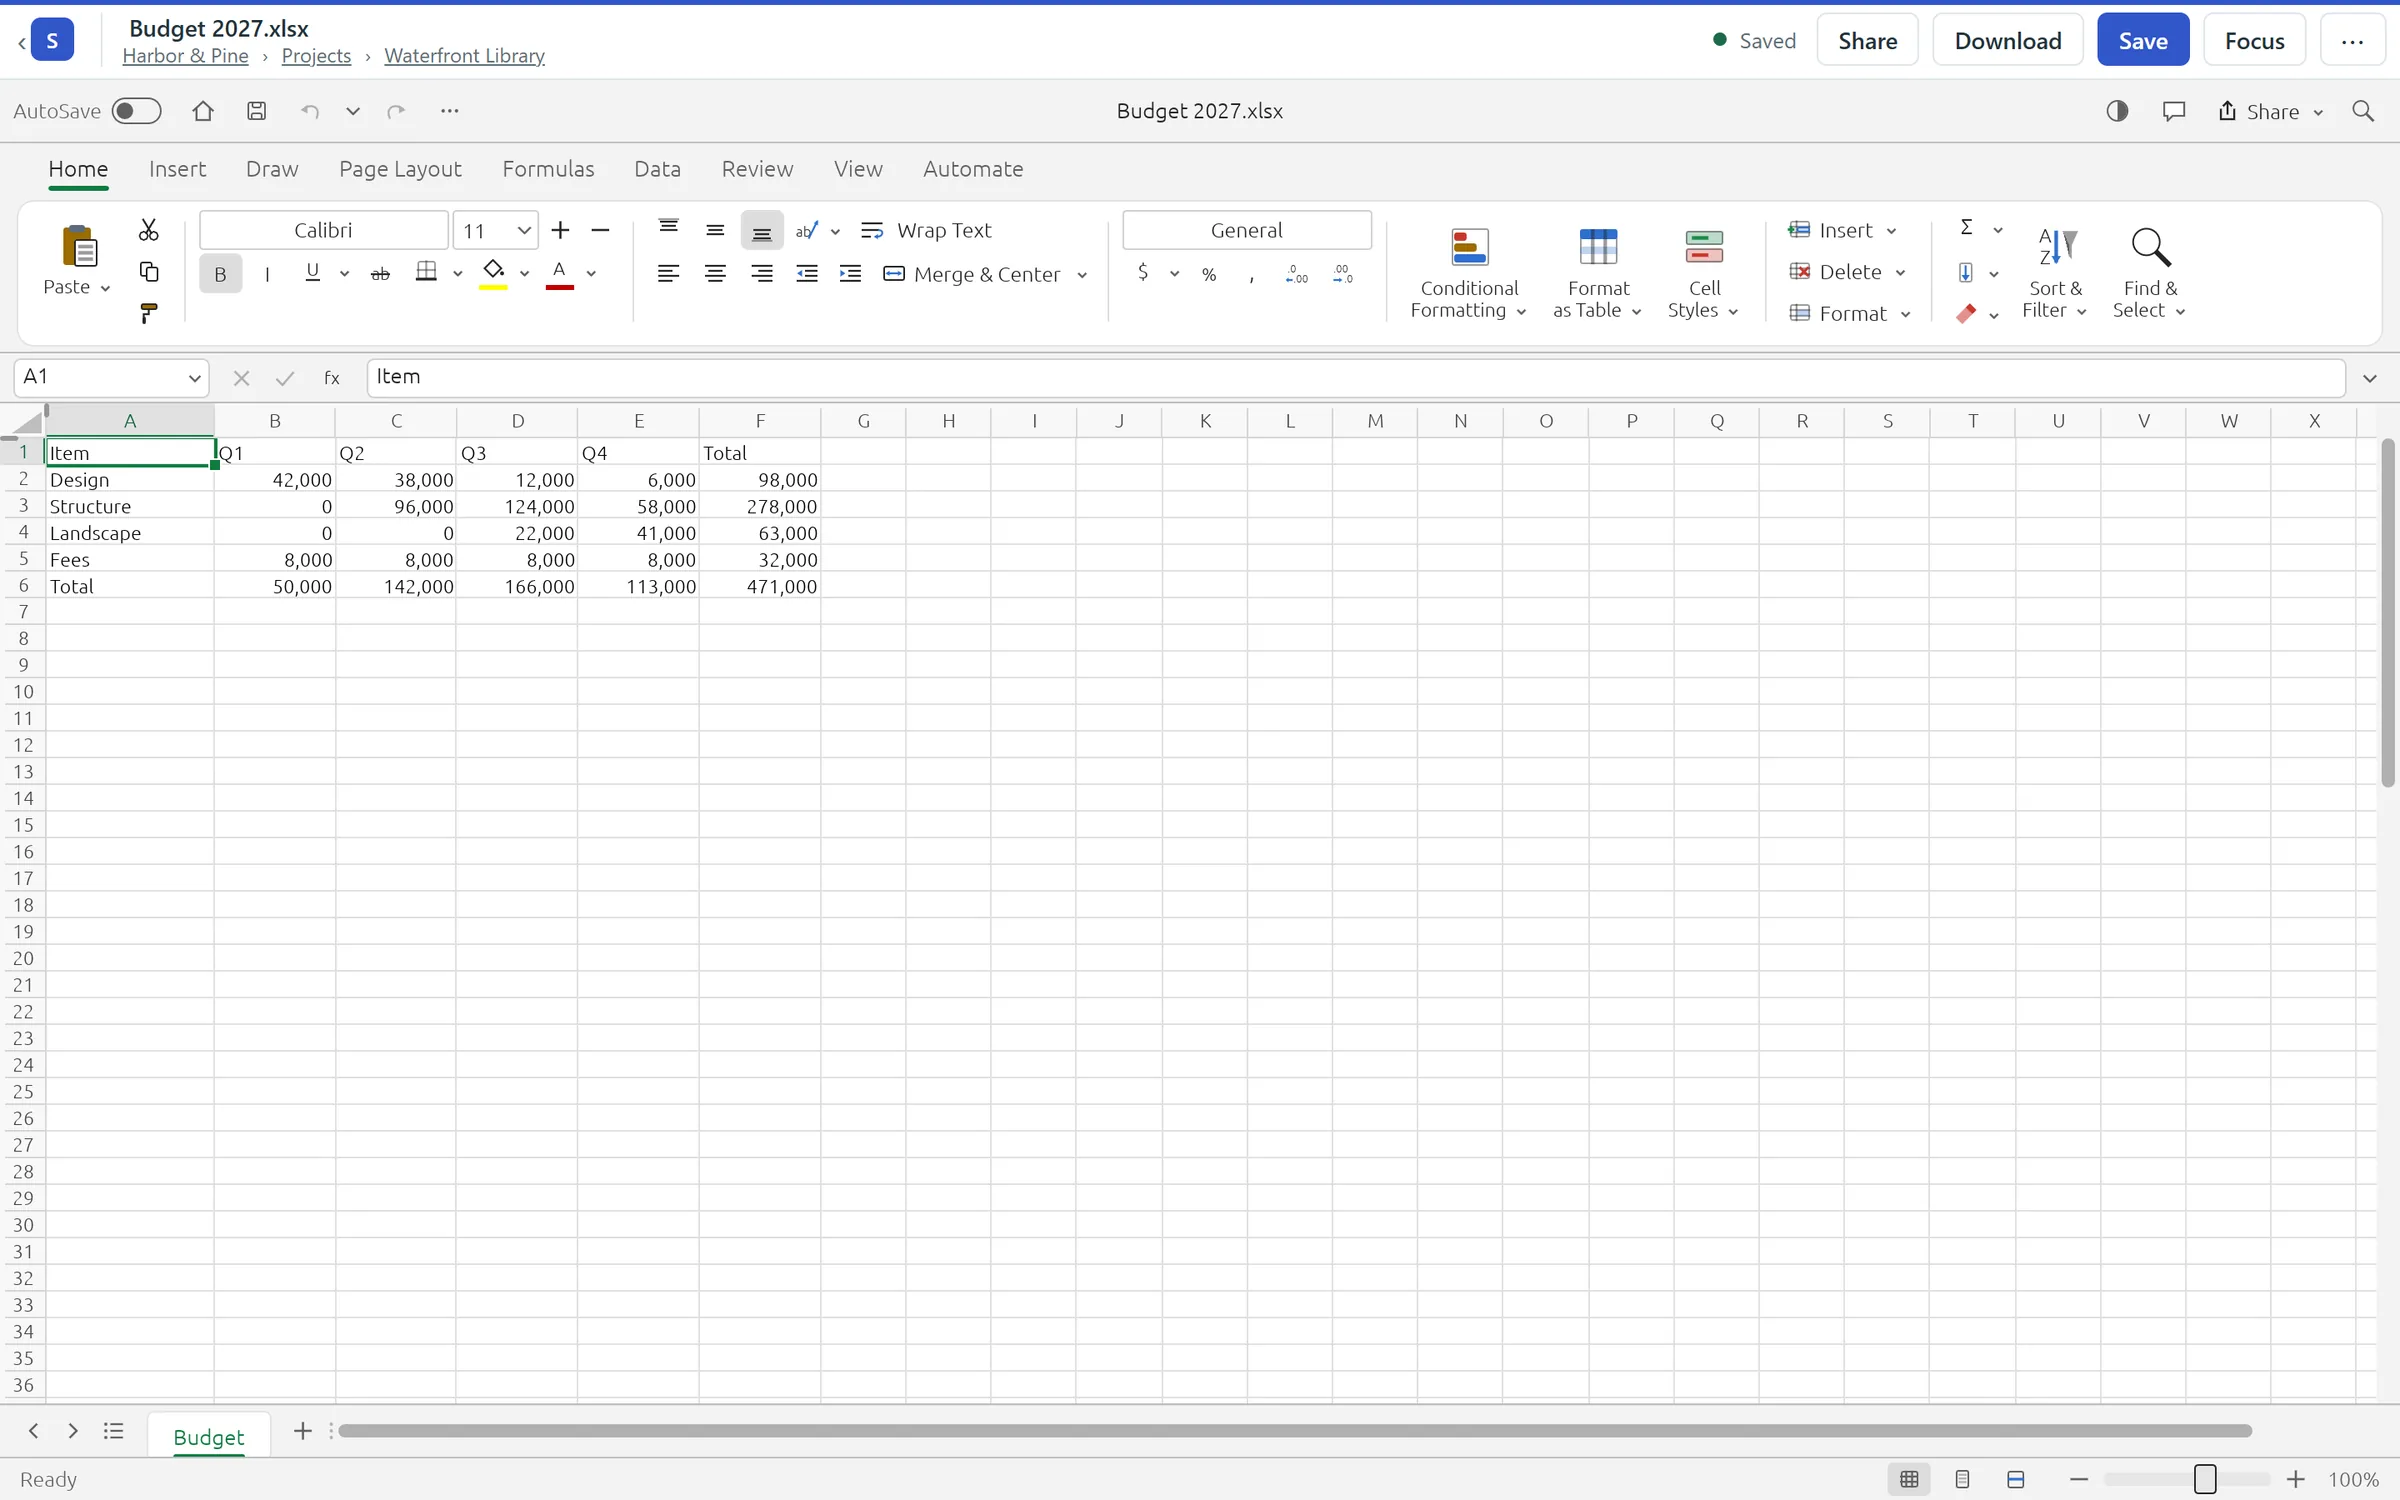 S
Budget 2027.xlsx
Harbor & Pine › Projects › Waterfront Library
Saved
Share
Download
Save
Focus
AutoSave
Budget 2027.xlsx
Share
Home Insert Draw Page Layout Formulas Data Review View Automate
Paste
Calibri
11
B I U ab A
ab
Wrap Text
Merge & Center
General
$ % ,
.0 .00
.00 .0
Conditional Formatting
Format as Table
Cell Styles
Insert
Delete
Format
Σ
A Z
Sort & Filter
Find & Select
A1
fx
Item
A B C D E F G H I J K L M N O P Q R S T U V W X
1 Item Q1 Q2 Q3 Q4 Total
2 Design 42,000 38,000 12,000 6,000 98,000
3 Structure 0 96,000 124,000 58,000 278,000
4 Landscape 0 0 22,000 41,000 63,000
5 Fees 8,000 8,000 8,000 8,000 32,000
6 Total 50,000 142,000 166,000 113,000 471,000
7
8
9
10
11
12
13
14
15
16
17
18
19
20
21
22
23
24
25
26
27
28
29
30
31
32
33
34
35
36
Budget
Ready
100%